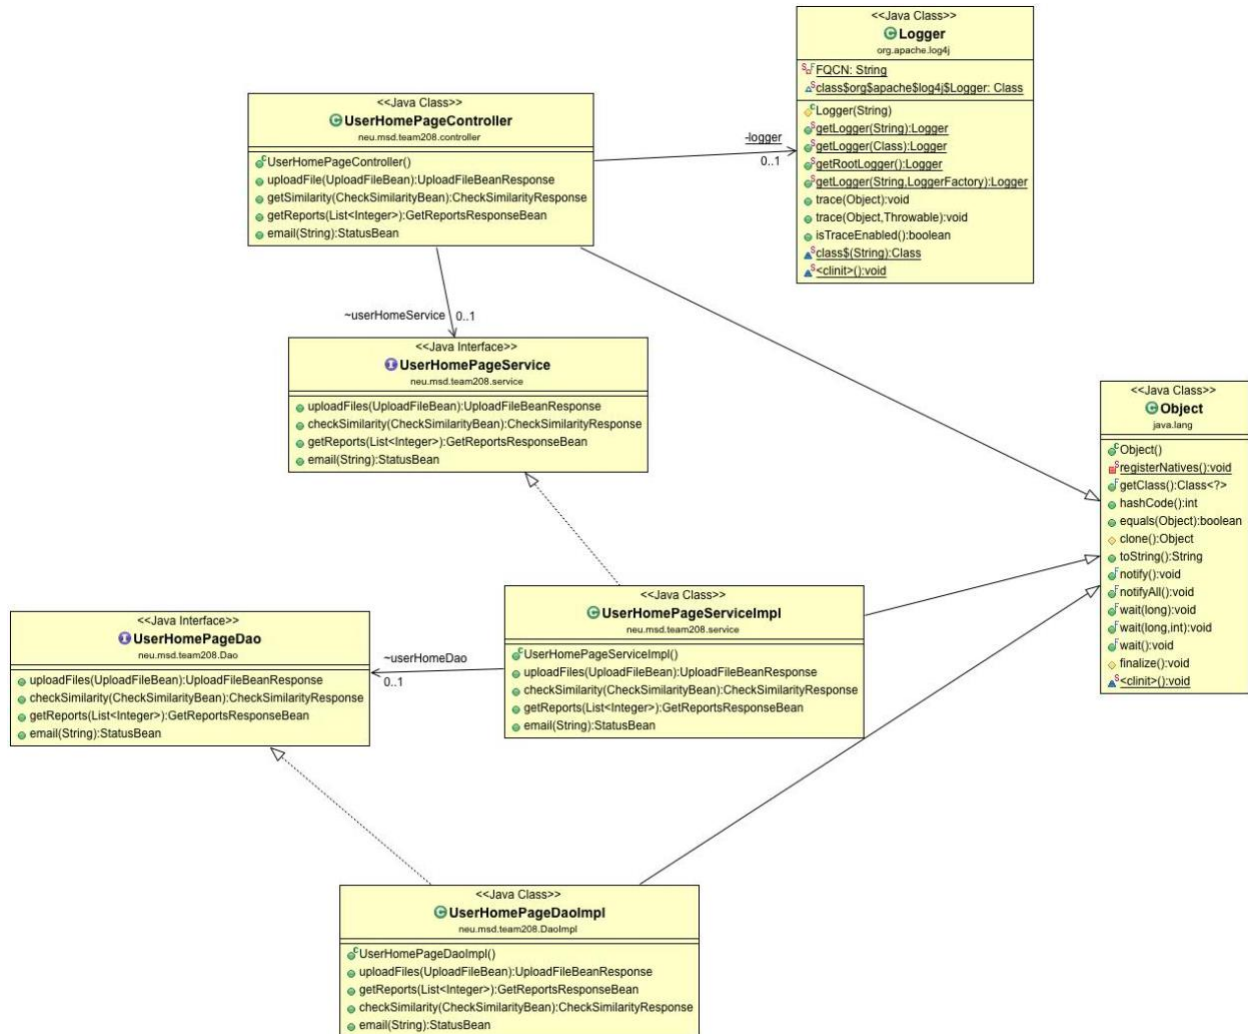 <<Java Class>>
Logger
org.apache.log4j
FQCN: String
class$org$apache$log4j$Logger: Class
Logger(String)
getLogger(String):Logger
getLogger(Class):Logger
getRootLogger():Logger
getLogger(String,LoggerFactory):Logger
trace(Object):void
trace(Object,Throwable):void
isTraceEnabled():boolean
class$(String):Class
<clinit>():void
<<Java Class>>
UserHomePageController
neu.msd.team208.controller
UserHomePageController()
uploadFile(UploadFileBean):UploadFileBeanResponse
getSimilarity(CheckSimilarityBean):CheckSimilarityResponse
getReports(List<Integer>):GetReportsResponseBean
email(String):StatusBean
-logger
0..1
~userHomeService 0..1
<<Java Interface>>
UserHomePageService
neu.msd.team208.service
uploadFiles(UploadFileBean):UploadFileBeanResponse
checkSimilarity(CheckSimilarityBean):CheckSimilarityResponse
getReports(List<Integer>):GetReportsResponseBean
email(String):StatusBean
<<Java Class>>
Object
java.lang
Object()
registerNatives():void
getClass():Class<?>
hashCode():int
equals(Object):boolean
clone():Object
toString():String
notify():void
notifyAll():void
wait(long):void
wait(long,int):void
wait():void
finalize():void
<clinit>():void
<<Java Class>>
UserHomePageServiceImpl
neu.msd.team208.service
UserHomePageServiceImpl()
uploadFiles(UploadFileBean):UploadFileBeanResponse
checkSimilarity(CheckSimilarityBean):CheckSimilarityResponse
getReports(List<Integer>):GetReportsResponseBean
email(String):StatusBean
~userHomeDao
0..1
<<Java Interface>>
UserHomePageDao
neu.msd.team208.Dao
uploadFiles(UploadFileBean):UploadFileBeanResponse
checkSimilarity(CheckSimilarityBean):CheckSimilarityResponse
getReports(List<Integer>):GetReportsResponseBean
email(String):StatusBean
<<Java Class>>
UserHomePageDaoImpl
neu.msd.team208.DaoImpl
UserHomePageDaoImpl()
uploadFiles(UploadFileBean):UploadFileBeanResponse
getReports(List<Integer>):GetReportsResponseBean
checkSimilarity(CheckSimilarityBean):CheckSimilarityResponse
email(String):StatusBean